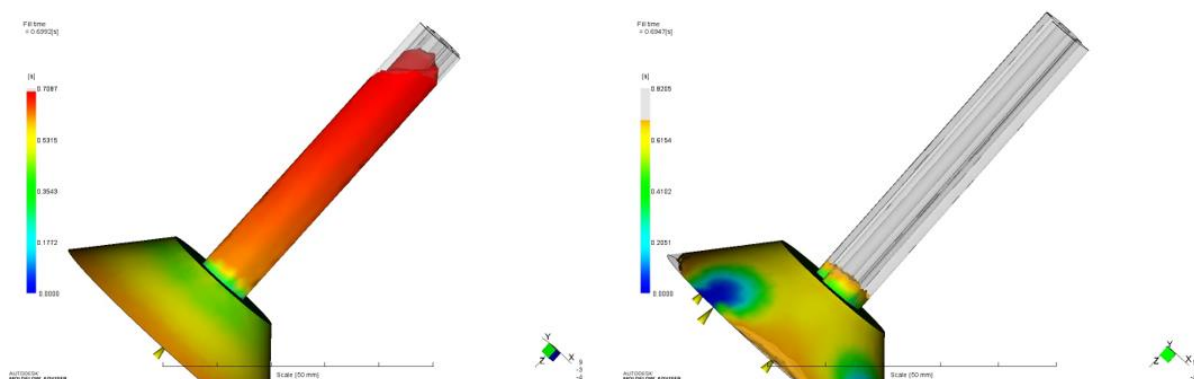 Fill time
= 0.6992[s]
[s]
0.7087
0.5315
0.3543
0.1772
0.0000
Y
X
Z
AUTODESK
Scale (50 mm)
Fill time
= 0.6947[s]
[s]
0.8205
0.6154
0.4102
0.2051
0.0000
Y
X
Z
AUTODESK
Scale (50 mm)